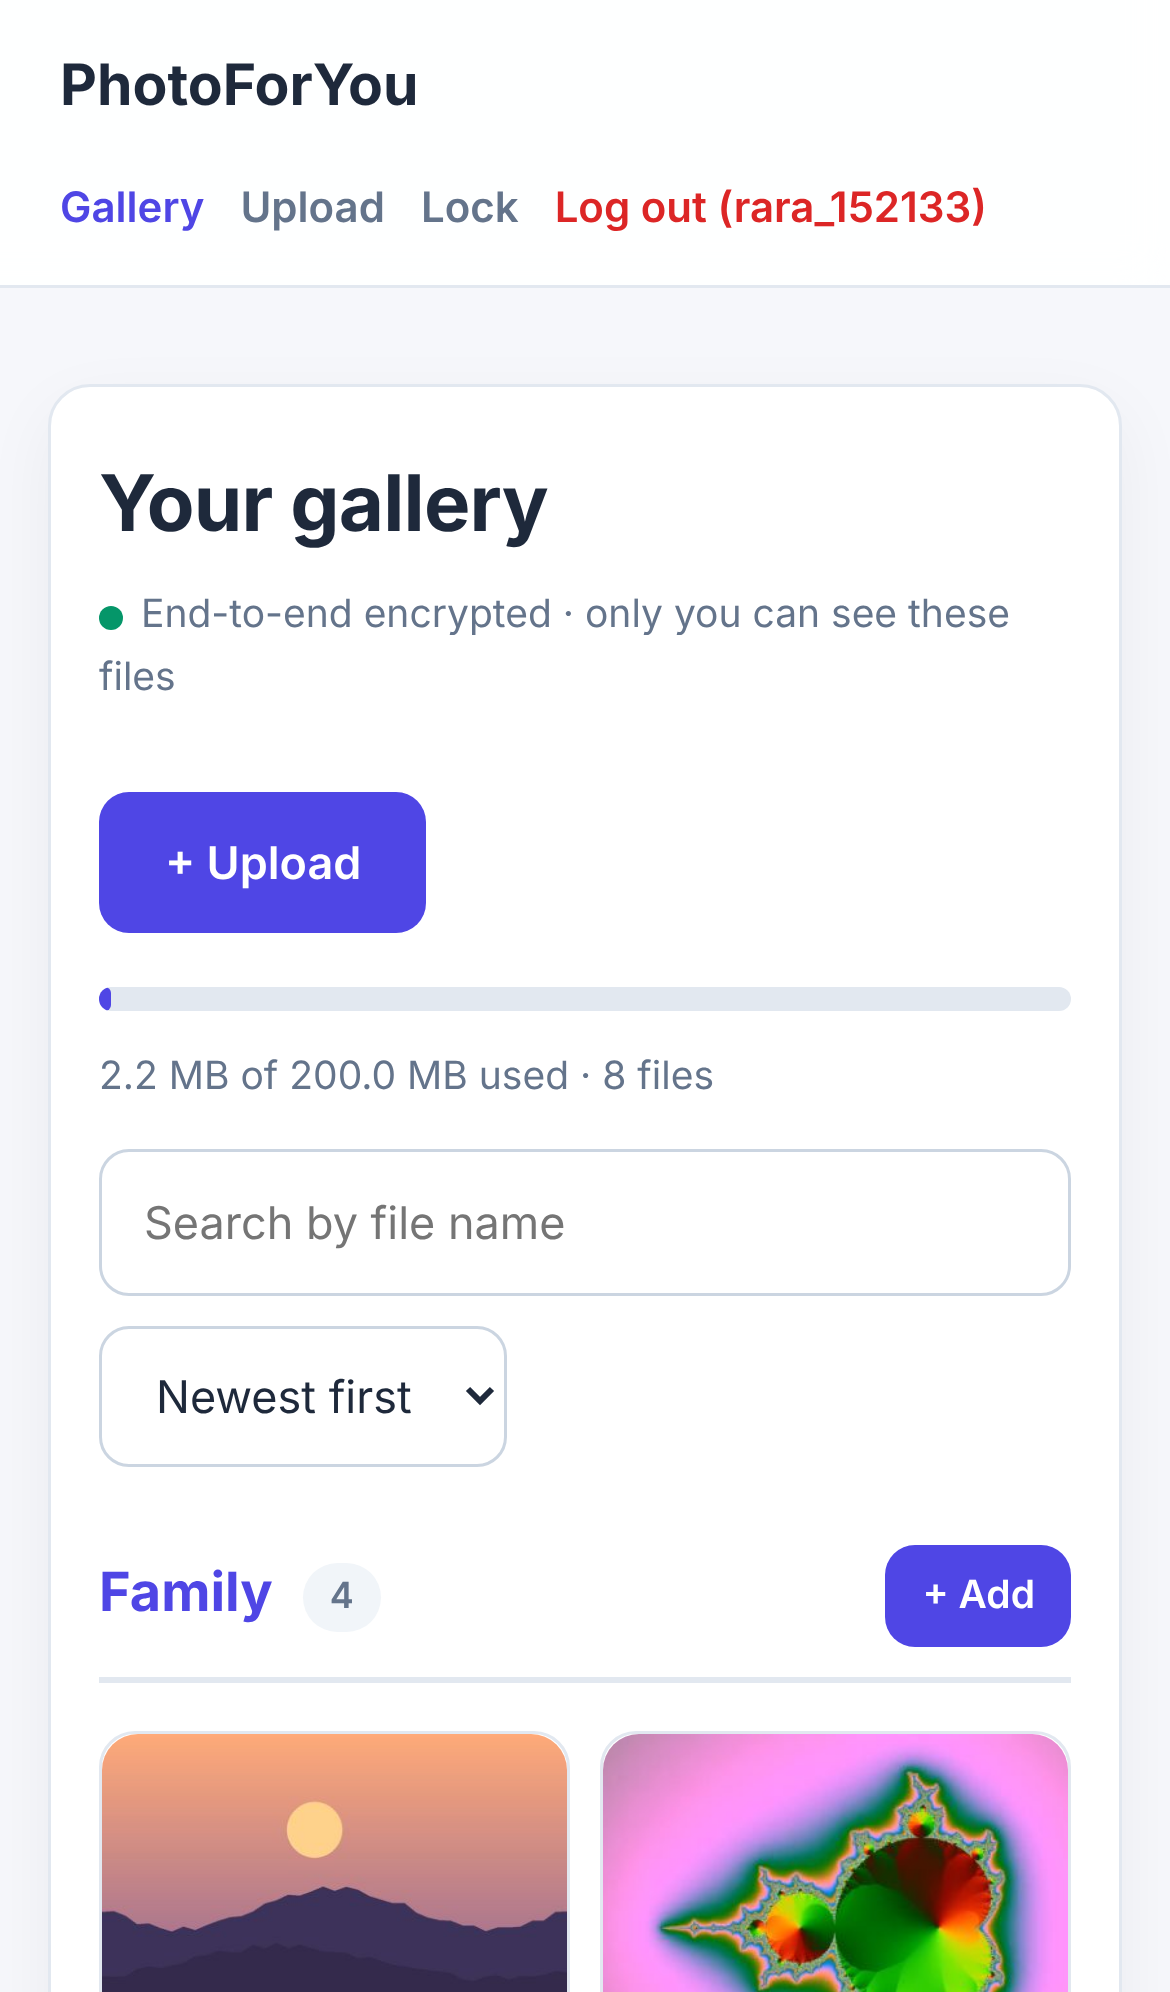 PhotoForYou
Gallery Upload Lock Log out (rara_152133)
Your gallery
End-to-end encrypted · only you can see these
files
+ Upload
2.2 MB of 200.0 MB used · 8 files
Search by file name
Newest first
Family 4 + Add